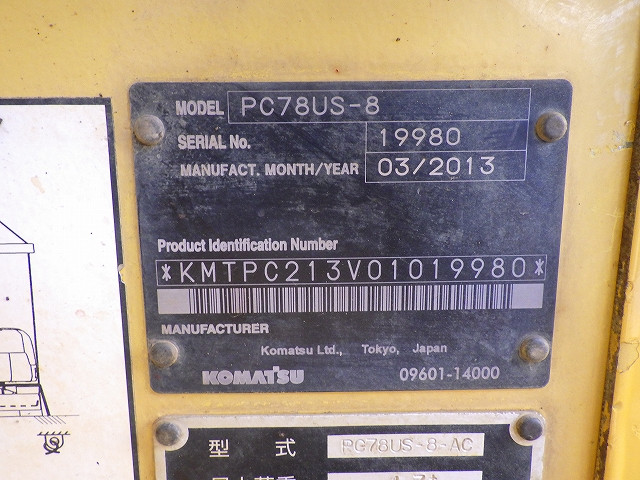 MODEL PC78US-8
SERIAL No. 19980
MANUFACT. MONTH/YEAR 03/2013
Product Identification Number
*KMTPC213V01019980*
MANUFACTURER
Komatsu Ltd., Tokyo, Japan
KOMATSU 09601-14000
型式 PC78US-8-AC